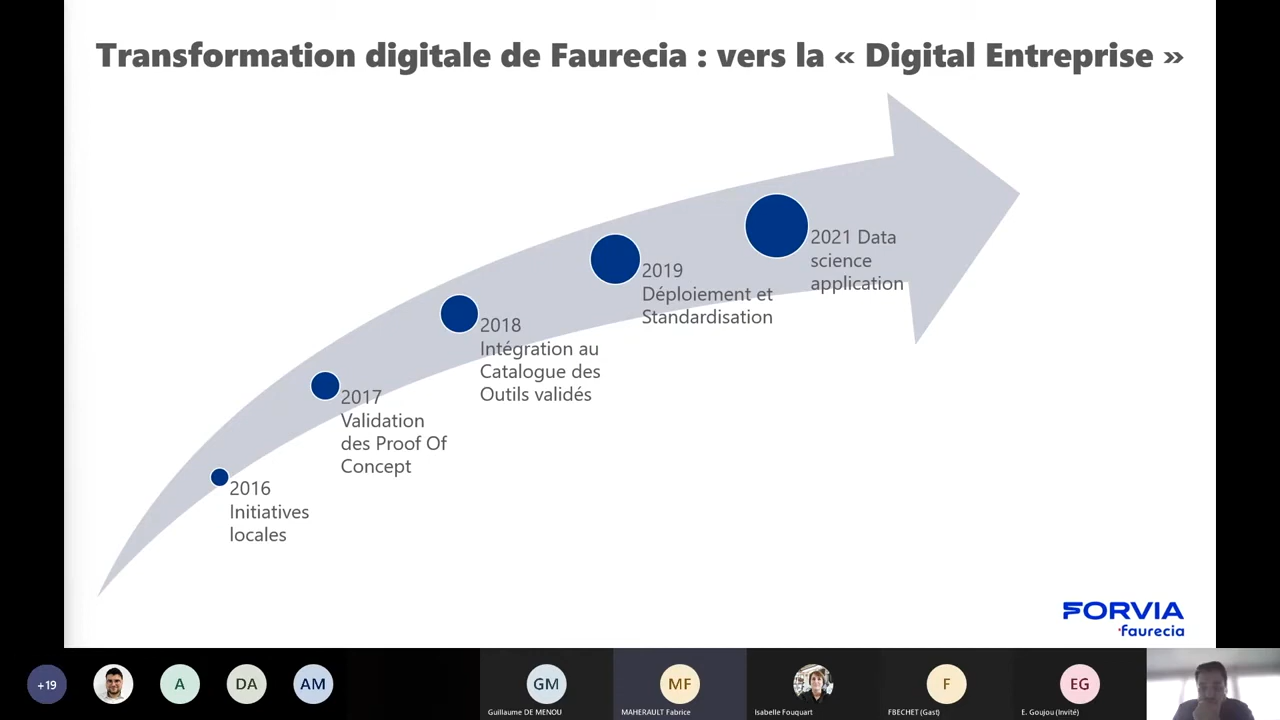 Transformation digitale de Faurecia : vers la « Digital Entreprise »
2021 Data
science
application
2019
Déploiement et
Standardisation
2018
Intégration au
Catalogue des
Outils validés
2017
Validation
des Proof Of
Concept
2016
Initiatives
locales
FORVIA
faurecia
+19
A
DA
AM
GM
MF
F
EG
Guillaume DE MENOU
MAHERAULT Fabrice
Isabelle Fouquart
FBECHET (Gast)
E. Goujou (Invité)